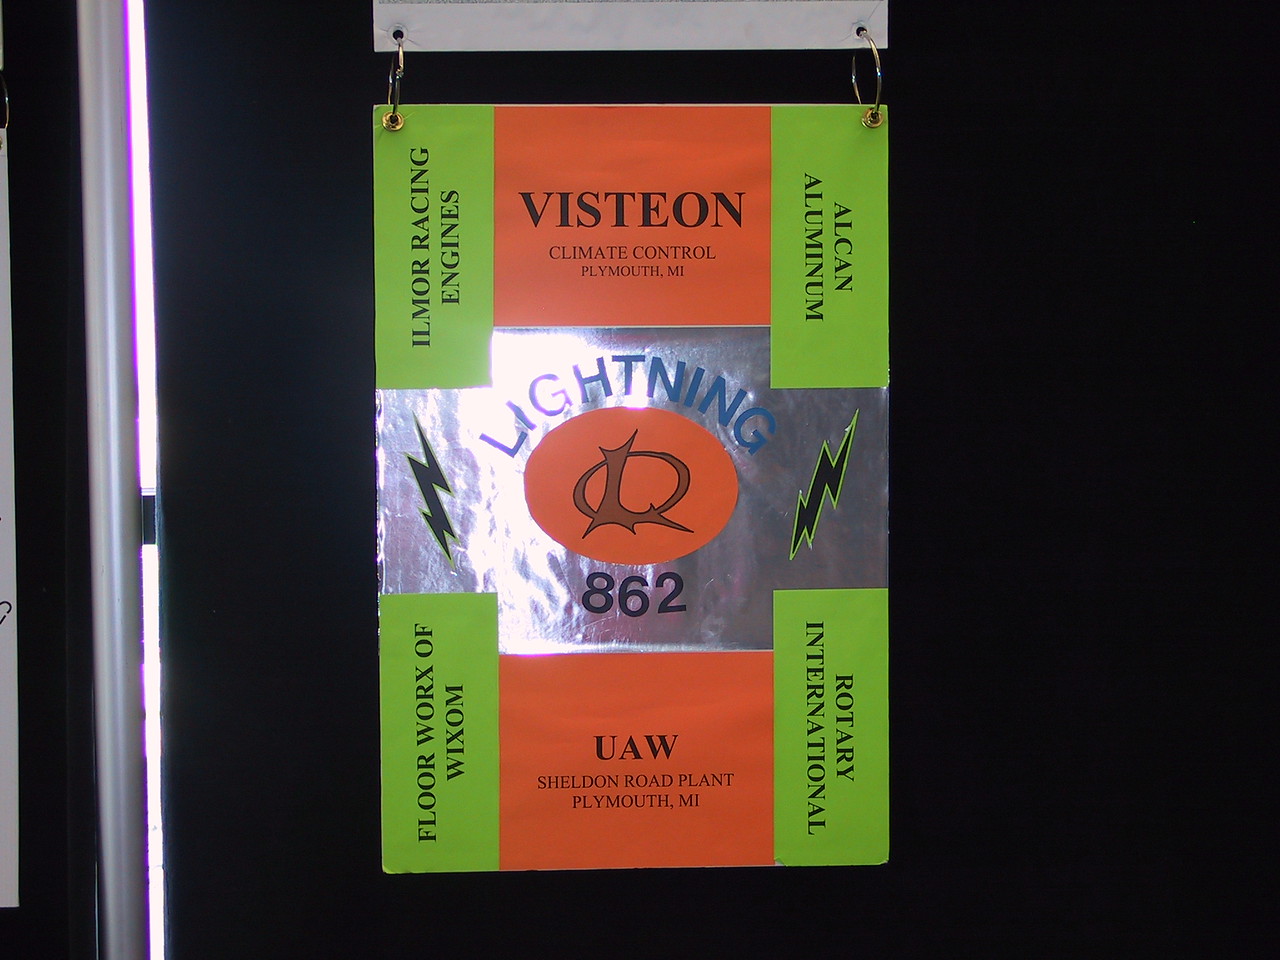 ILMOR RACING
ENGINES
VISTEON
CLIMATE CONTROL
PLYMOUTH, MI
ALCAN
ALUMINUM
LIGHTNING
862
FLOOR WORX OF
WIXOM
UAW
SHELDON ROAD PLANT
PLYMOUTH, MI
ROTARY
INTERNATIONAL